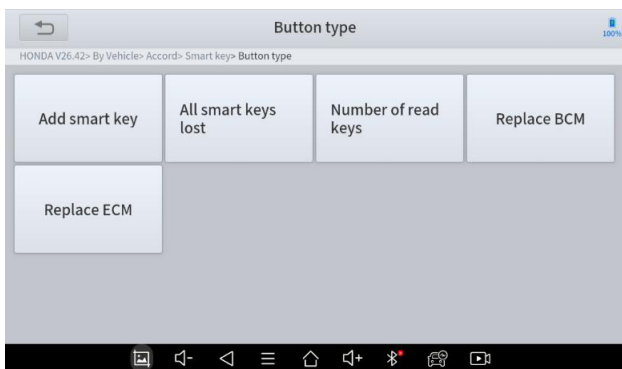 Button type
100%
HONDA V26.42> By Vehicle> Accord> Smart key> Button type
Add smart key
All smart keys
lost
Number of read
keys
Replace BCM
Replace ECM